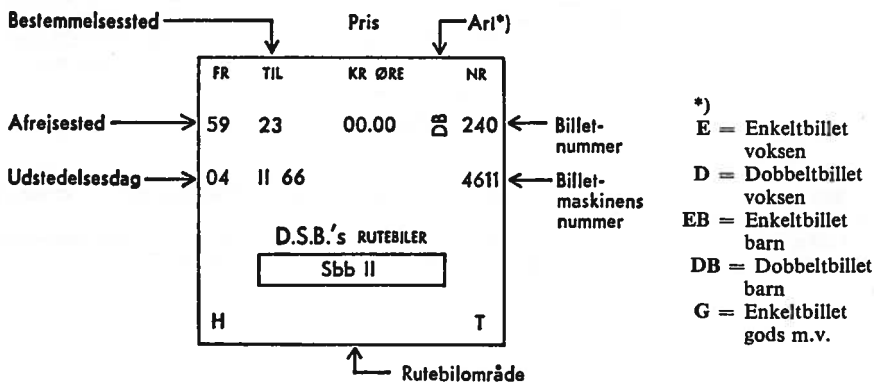 Bestemmelsessted
Pris
Art*)
FR TIL KR ØRE NR
Afrejsested
59 23 00.00 DB 240
Billet-
nummer
Udstedelsesdag
04 II 66 4611
Billet-
maskinens
nummer
D.S.B.'s RUTEBILER
Sbb II
H T
Rutebilområde
*)
E = Enkeltbillet
voksen
D = Dobbeltbillet
voksen
EB = Enkeltbillet
barn
DB = Dobbeltbillet
barn
G = Enkeltbillet
gods m.v.